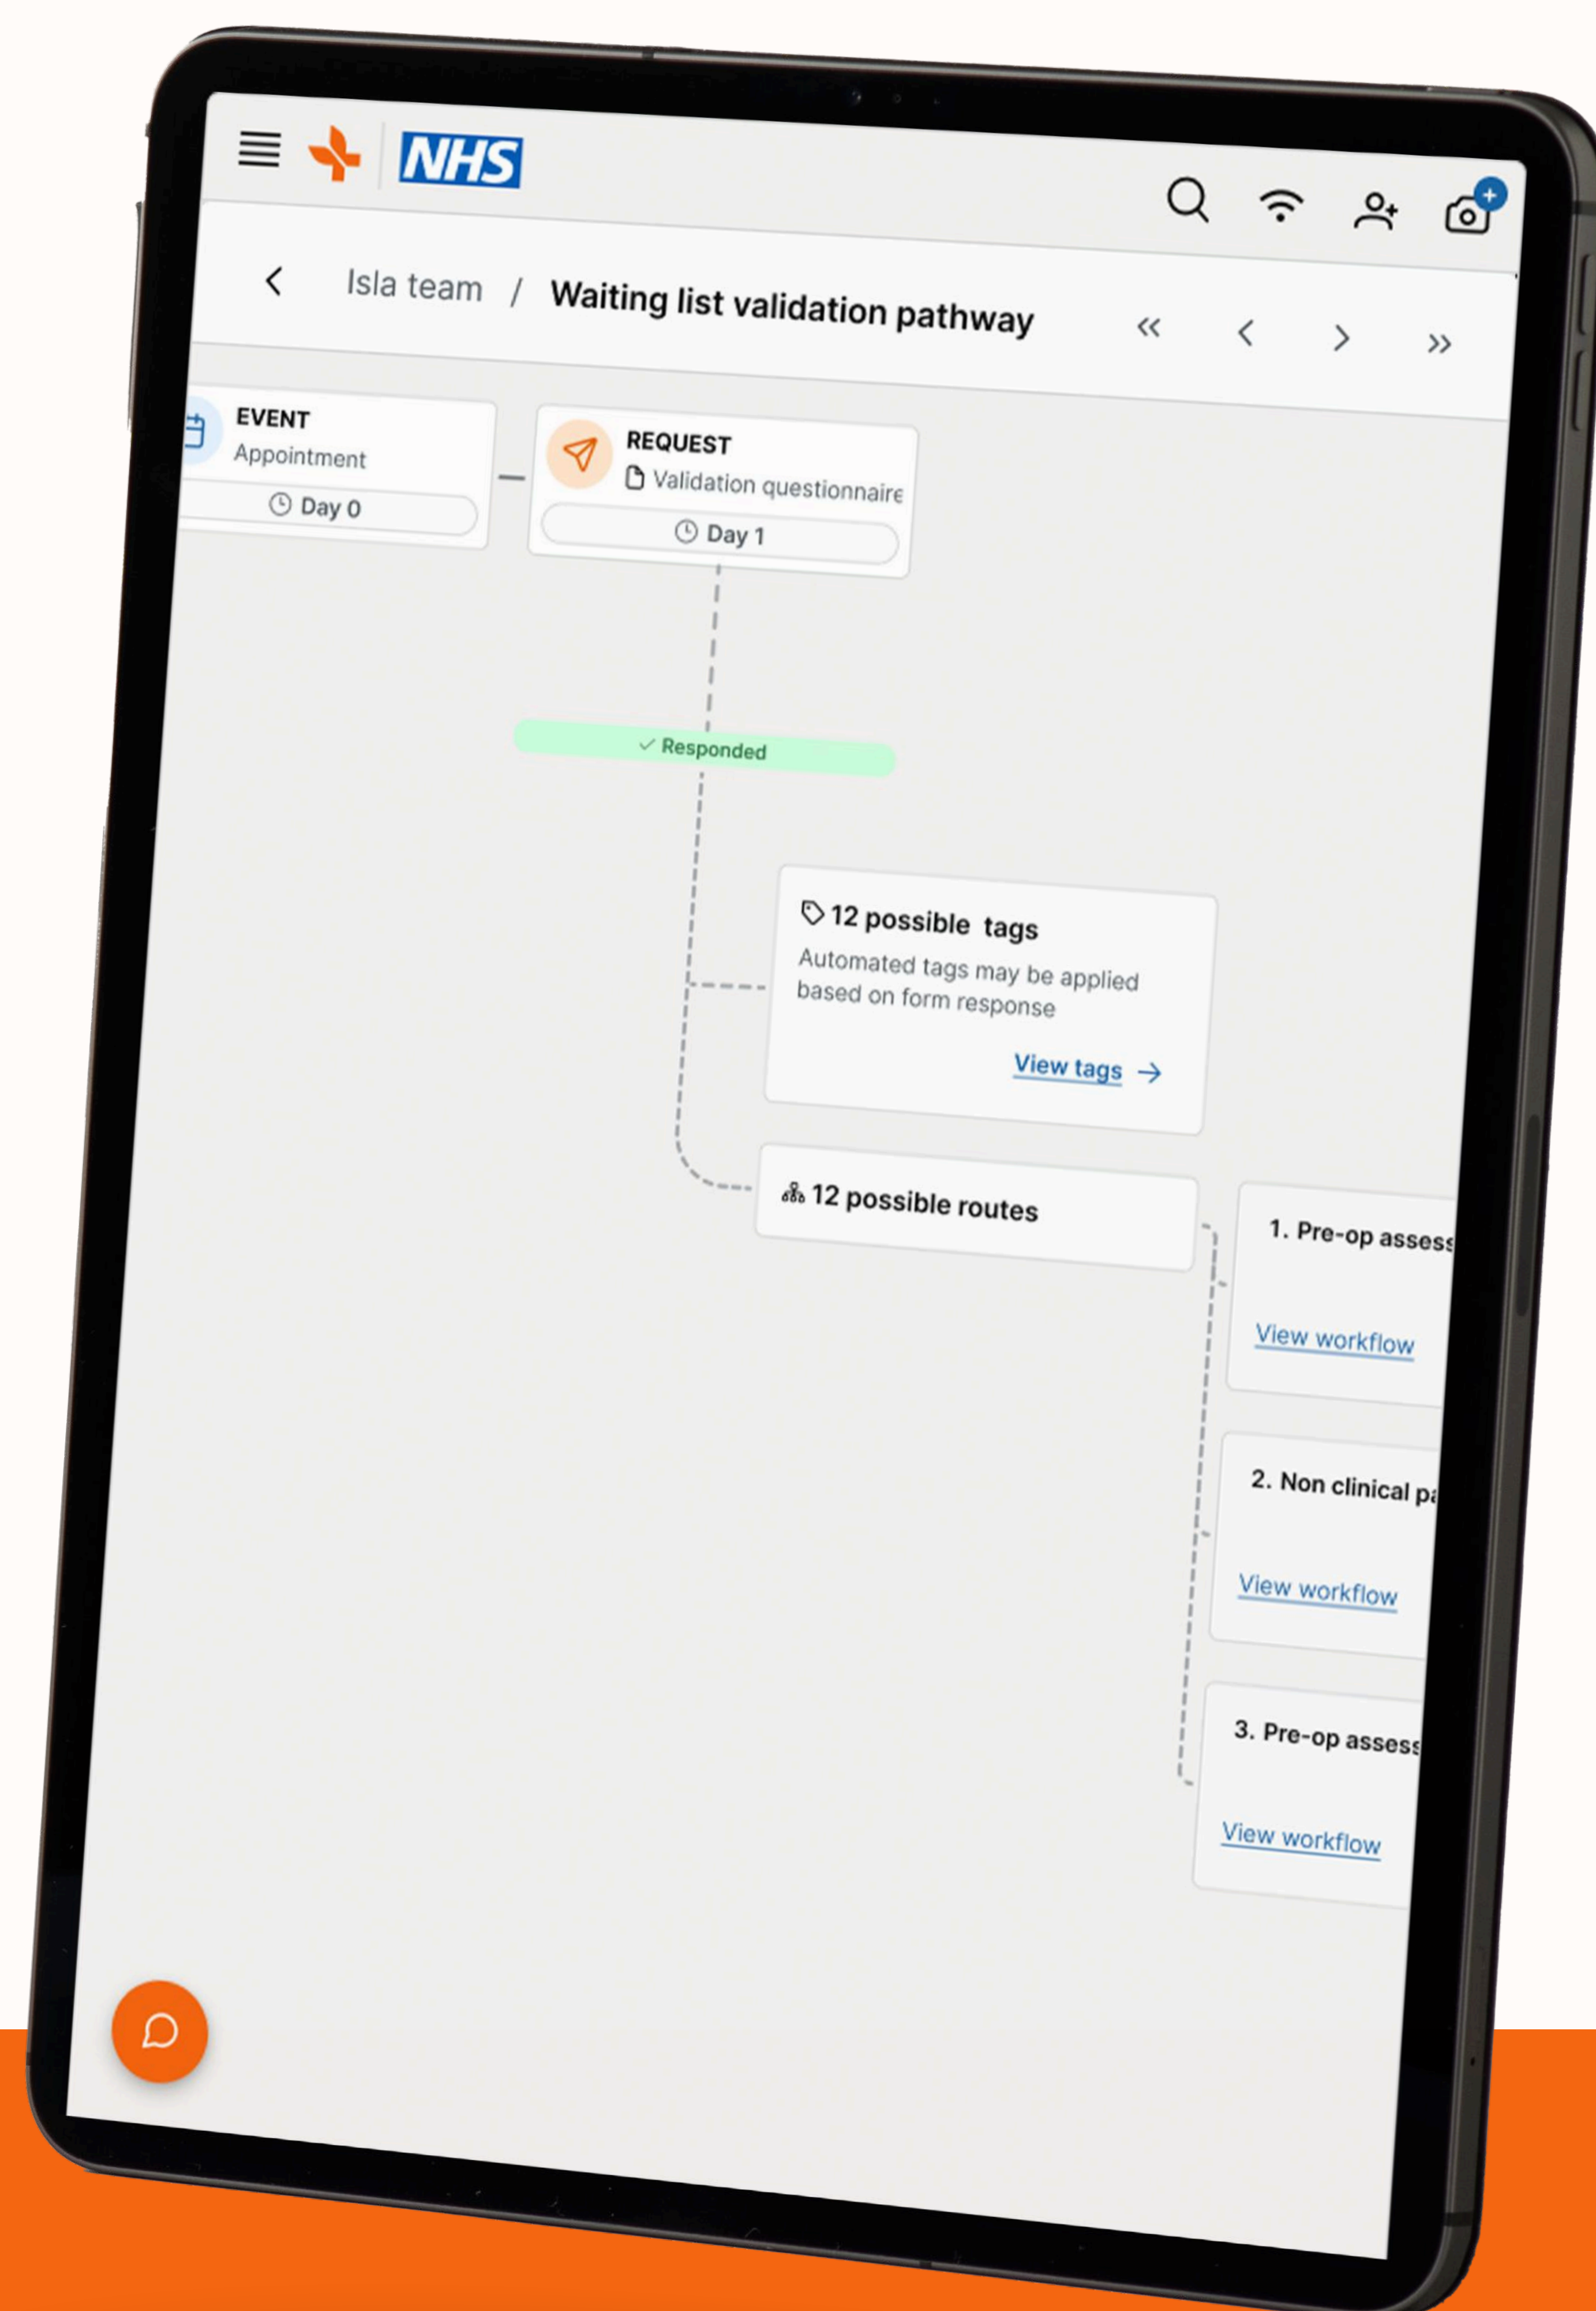 NHS
Isla team / Waiting list validation pathway
EVENT
Appointment
Day 0
REQUEST
Validation questionnaire
Day 1
Responded
12 possible tags
Automated tags may be applied
based on form response
View tags
12 possible routes
1. Pre-op assess
View workflow
2. Non clinical
View workflow
3. Pre-op assess
View workflow